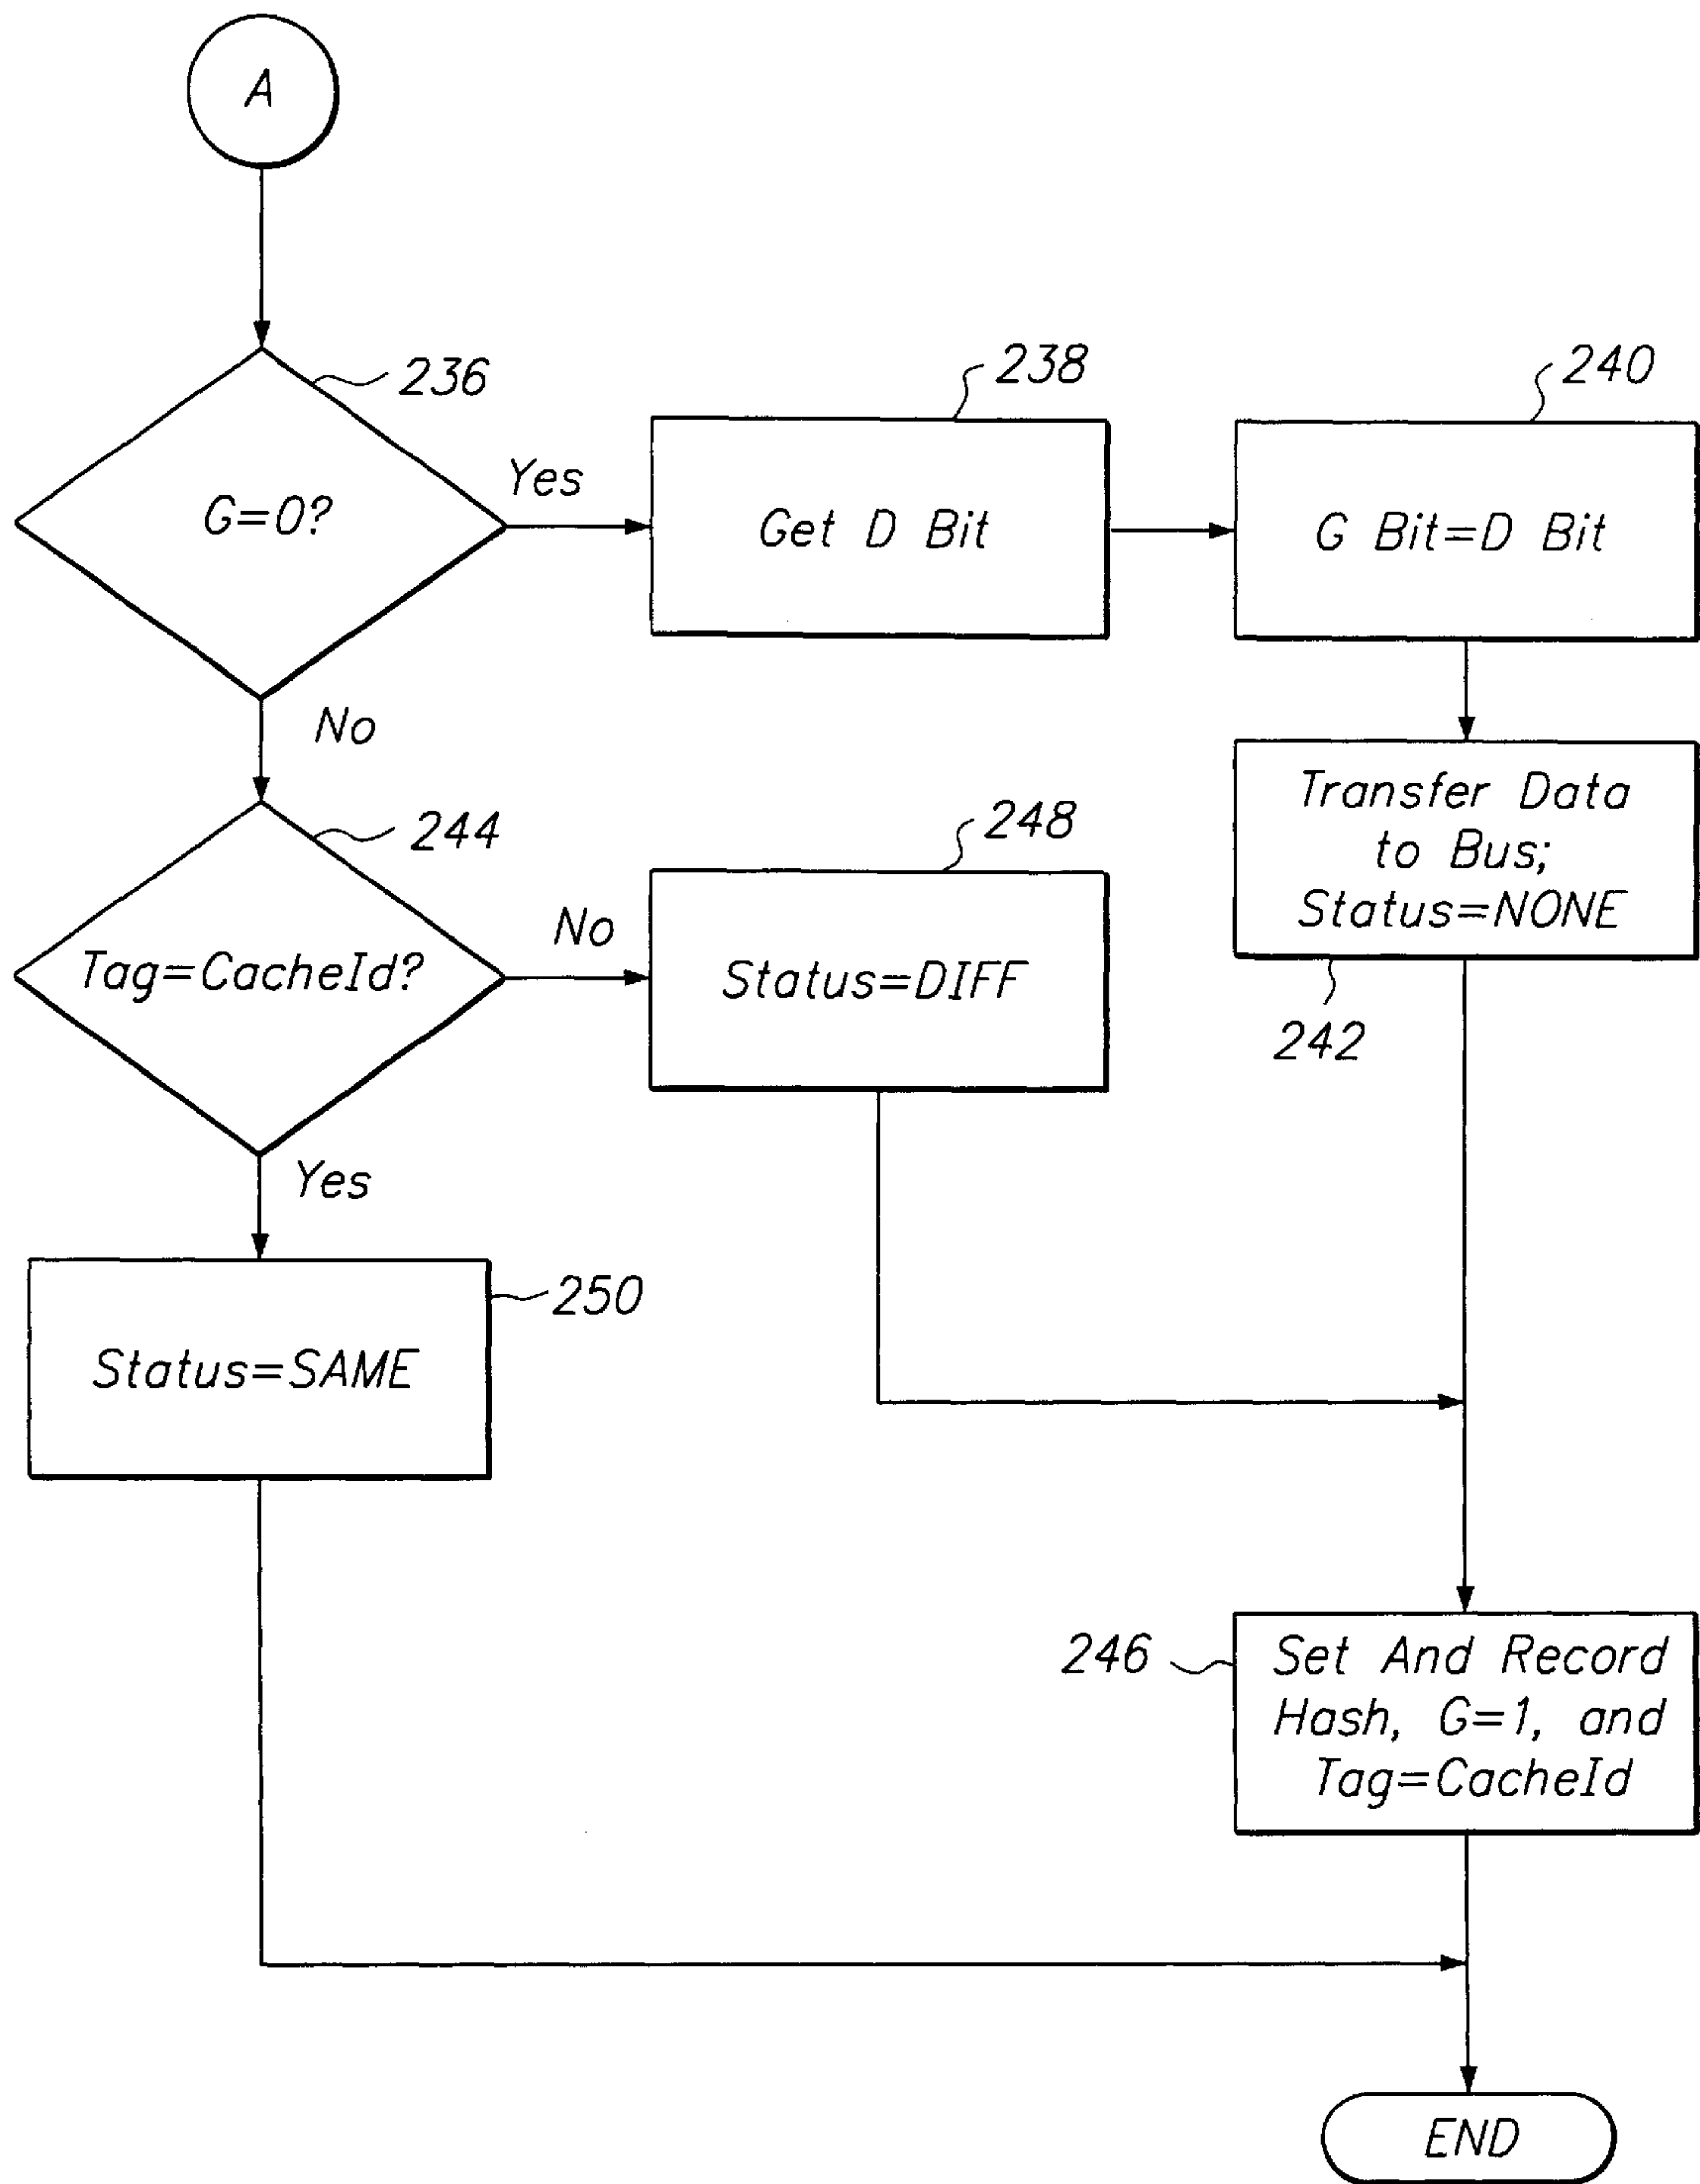 A
236
G=0?
Yes
No
238
Get D Bit
240
G Bit=D Bit
Transfer Data
to Bus;
Status=NONE
242
244
Tag=CacheId?
No
Yes
248
Status=DIFF
250
Status=SAME
246
Set And Record
Hash, G=1, and
Tag=CacheId
END